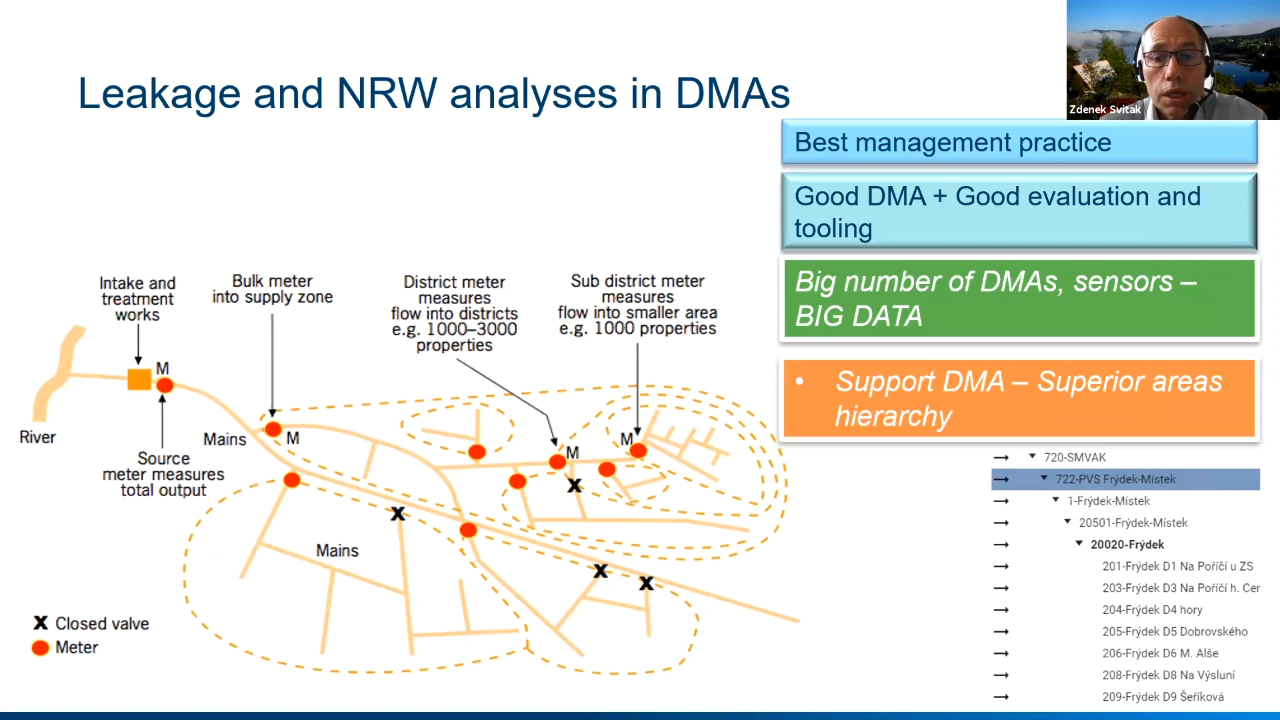 Leakage and NRW analyses in DMAs
Zdenek Svitak
Best management practice
Good DMA + Good evaluation and
tooling
Big number of DMAs, sensors –
BIG DATA
• Support DMA – Superior areas
hierarchy
Intake and
treatment
works
Bulk meter
into supply zone
District meter
measures
flow into districts
e.g. 1000–3000
properties
Sub district meter
measures
flow into smaller area
e.g. 1000 properties
M
River
Mains
M
M
M
Source
meter measures
total output
Mains
X
X
X
X
X Closed valve
Meter
720-SMVAK
722-PVS Frýdek-Místek
1-Frýdek-Místek
20501-Frýdek-Místek
20020-Frýdek
201-Frýdek D1 Na Poříčí u ZS
203-Frýdek D3 Na Poříčí h. Cer
204-Frýdek D4 hory
205-Frýdek D5 Dobrovského
206-Frýdek D6 M. Alše
208-Frýdek D8 Na Výsluní
209-Frýdek D9 Šeříková